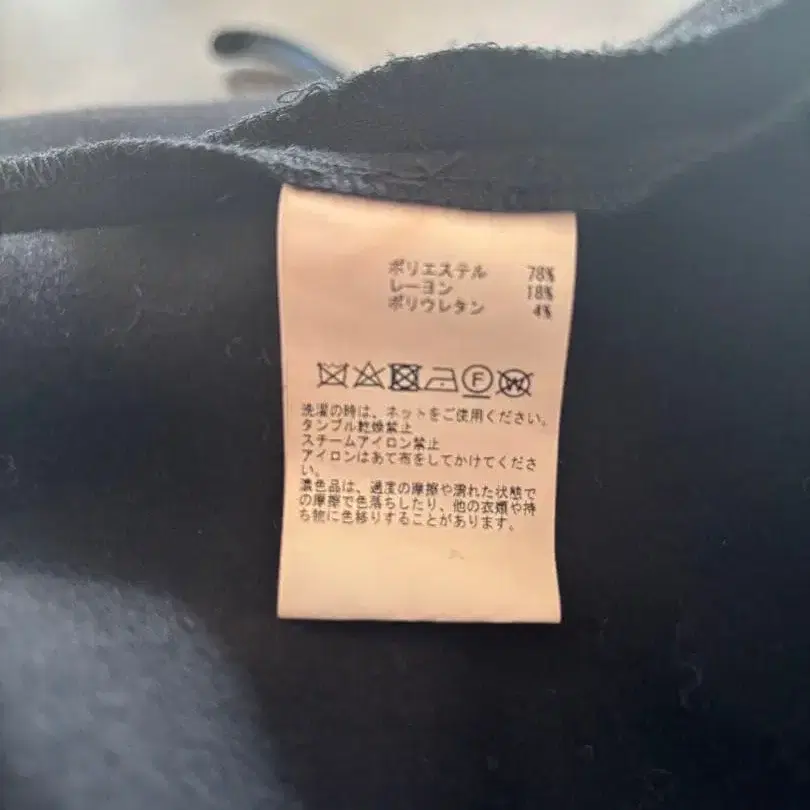 ポリエステル 78%
レーヨン 18%
ポリウレタン 4%
F W
洗濯の時は、ネットをご使用ください。
タンブル乾燥禁止
スチームアイロン禁止
アイロンはあて布をしてかけてくださ
い。
濃色品は、過度の摩擦や濡れた状態で
の摩擦で色落ちしたり、他の衣類や持
ち物に色移りすることがあります。